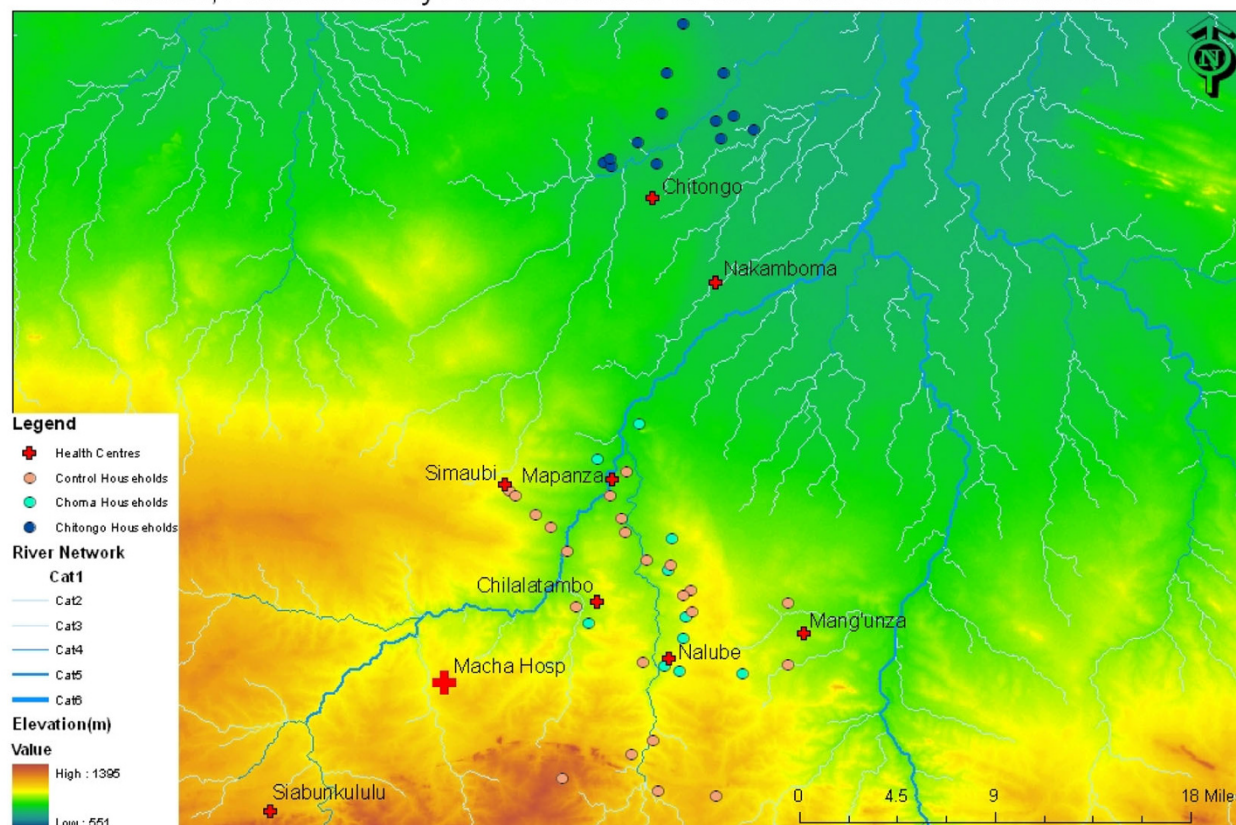 N
Chitongo
Nakamboma
Legend
Health Centres
Control Households
Choma Households
Chitongo Households
River Network
Cat1
Cat2
Cat3
Cat4
Cat5
Cat6
Elevation(m)
Value
High : 1395
Low : 551
Simaubi
Mapanza
Chilalatambo
Mang'unza
Nalube
Macha Hosp
Siabunkululu
0 4.5 9 18 Mile